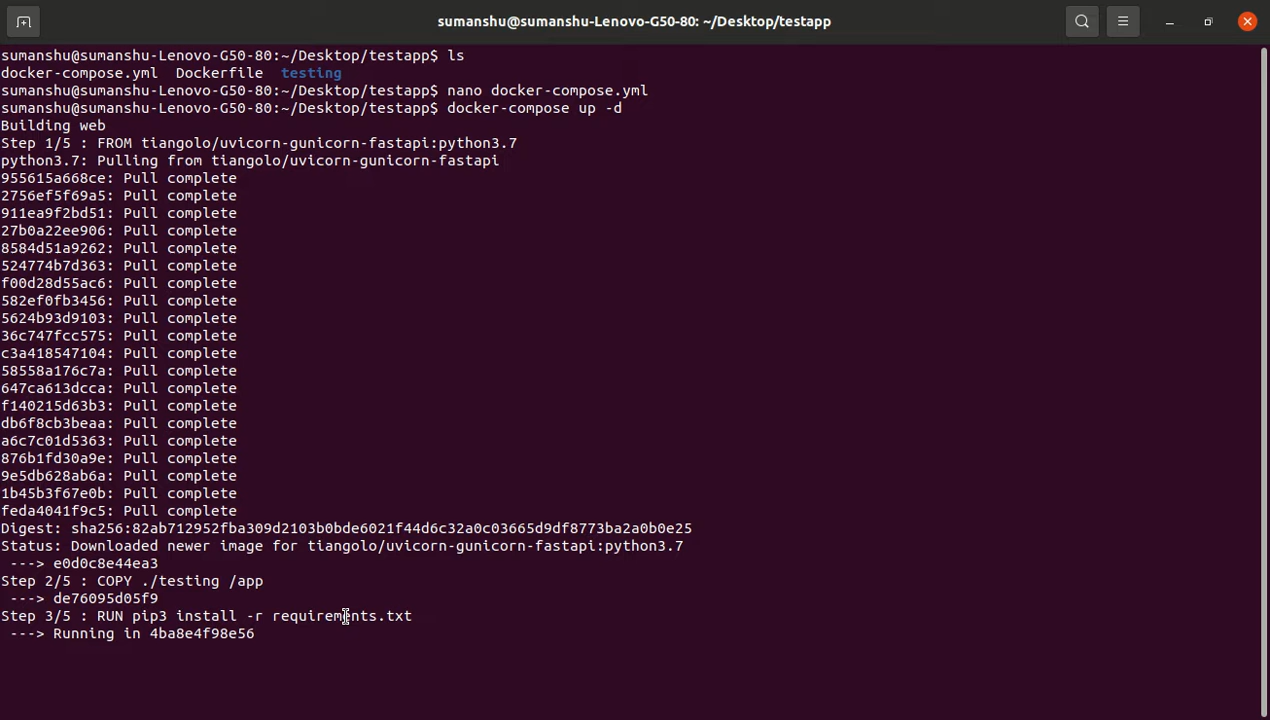 sumanshu@sumanshu-Lenovo-G50-80: ~/Desktop/testapp
sumanshu@sumanshu-Lenovo-G50-80:~/Desktop/testapp$ ls
docker-compose.yml  Dockerfile  testing
sumanshu@sumanshu-Lenovo-G50-80:~/Desktop/testapp$ nano docker-compose.yml
sumanshu@sumanshu-Lenovo-G50-80:~/Desktop/testapp$ docker-compose up -d
Building web
Step 1/5 : FROM tiangolo/uvicorn-gunicorn-fastapi:python3.7
python3.7: Pulling from tiangolo/uvicorn-gunicorn-fastapi
955615a668ce: Pull complete
2756ef5f69a5: Pull complete
911ea9f2bd51: Pull complete
27b0a22ee906: Pull complete
8584d51a9262: Pull complete
524774b7d363: Pull complete
f00d28d55ac6: Pull complete
582ef0fb3456: Pull complete
5624b93d9103: Pull complete
36c747fcc575: Pull complete
c3a418547104: Pull complete
58558a176c7a: Pull complete
647ca613dcca: Pull complete
f140215d63b3: Pull complete
db6f8cb3beaa: Pull complete
a6c7c01d5363: Pull complete
876b1fd30a9e: Pull complete
9e5db628ab6a: Pull complete
1b45b3f67e0b: Pull complete
feda4041f9c5: Pull complete
Digest: sha256:82ab712952fba309d2103b0bde6021f44d6c32a0c03665d9df8773ba2a0b0e25
Status: Downloaded newer image for tiangolo/uvicorn-gunicorn-fastapi:python3.7
 ---> e0d0c8e44ea3
Step 2/5 : COPY ./testing /app
 ---> de76095d05f9
Step 3/5 : RUN pip3 install -r requirements.txt
 ---> Running in 4ba8e4f98e56